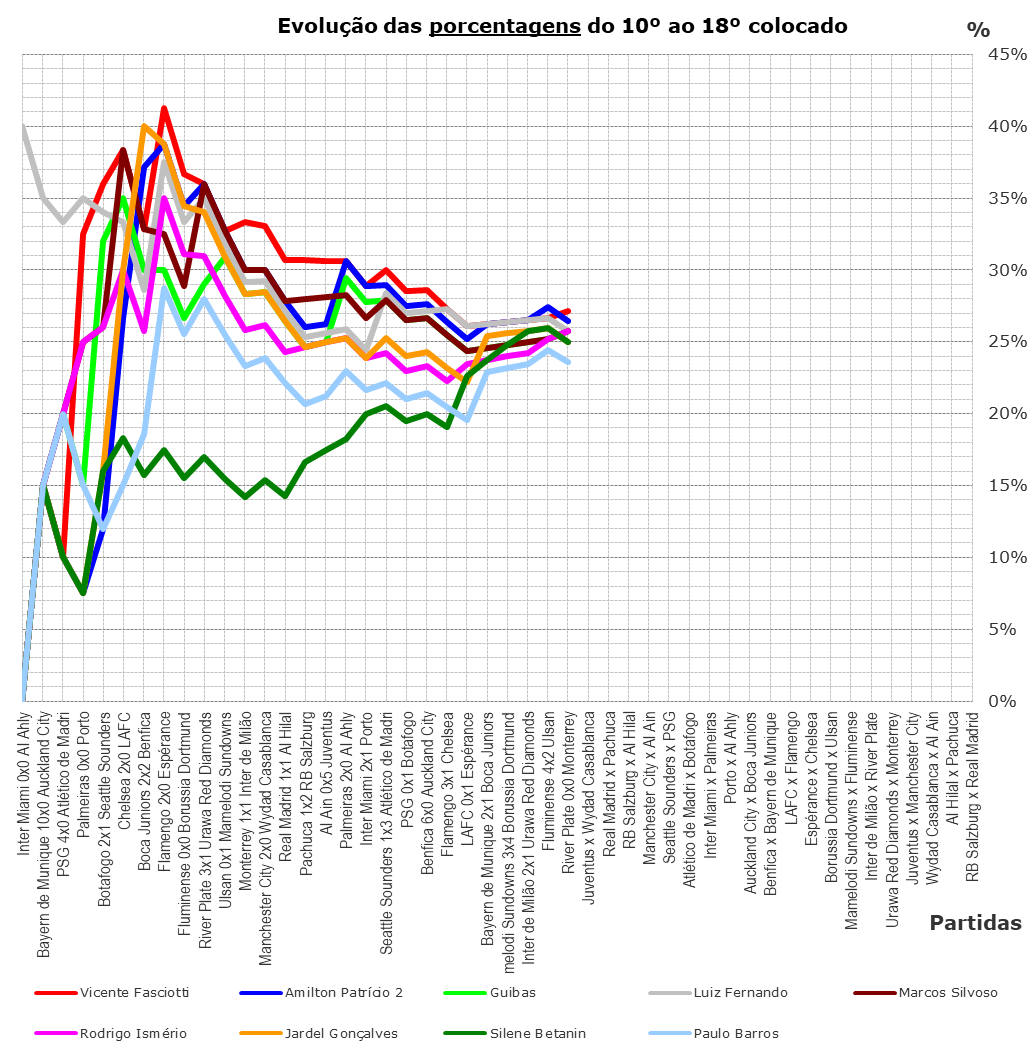 Evolução das porcentagens do 10º ao 18º colocado
%
45%
40%
35%
30%
25%
20%
15%
10%
5%
0%
Inter Miami 0x0 Al Ahly
Bayern de Munique 10x0 Auckland City
PSG 4x0 Atlético de Madri
Palmeiras 0x0 Porto
Botafogo 2x1 Seattle Sounders
Chelsea 2x0 LAFC
Boca Juniors 2x2 Benfica
Flamengo 2x0 Espérance
Fluminense 0x0 Borussia Dortmund
River Plate 3x1 Urawa Red Diamonds
Ulsan 0x1 Mamelodi Sundowns
Monterrey 1x1 Inter de Milão
Manchester City 2x0 Wydad Casablanca
Real Madrid 1x1 Al Hilal
Pachuca 1x2 RB Salzburg
Al Ain 0x5 Juventus
Palmeiras 2x0 Al Ahly
Inter Miami 2x1 Porto
Seattle Sounders 1x3 Atlético de Madri
PSG 0x1 Botafogo
Benfica 6x0 Auckland City
Flamengo 3x1 Chelsea
LAFC 0x1 Espérance
Bayern de Munique 2x1 Boca Juniors
melodi Sundowns 3x4 Borussia Dortmund
Inter de Milão 2x1 Urawa Red Diamonds
Fluminense 4x2 Ulsan
River Plate 0x0 Monterrey
Juventus x Wydad Casablanca
Real Madrid x Pachuca
RB Salzburg x Al Hilal
Manchester City x Al Ain
Seattle Sounders x PSG
Atlético de Madri x Botafogo
Inter Miami x Palmeiras
Porto x Al Ahly
Auckland City x Boca Juniors
Benfica x Bayern de Munique
LAFC x Flamengo
Espérance x Chelsea
Borussia Dortmund x Ulsan
Mamelodi Sundowns x Fluminense
Inter de Milão x River Plate
Urawa Red Diamonds x Monterrey
Juventus x Manchester City
Wydad Casablanca x Al Ain
Al Hilal x Pachuca
RB Salzburg x Real Madrid
Partidas
Vicente Fasciotti
Amilton Patrício 2
Guibas
Luiz Fernando
Marcos Silvoso
Rodrigo Ismério
Jardel Gonçalves
Silene Betanin
Paulo Barros